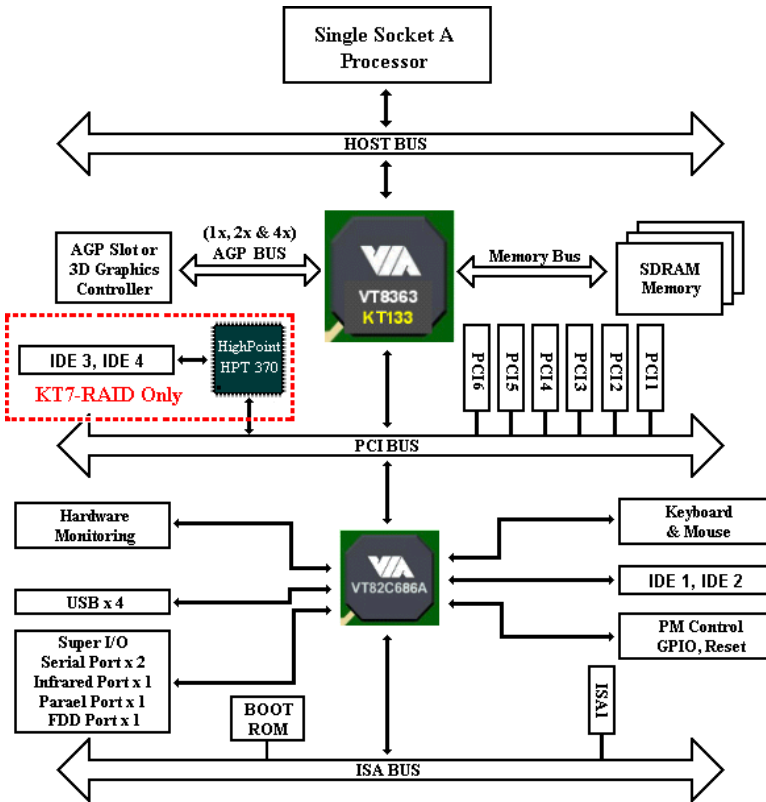 Single Socket A
Processor
HOST BUS
(1x, 2x & 4x)
AGP BUS
AGP Slot or
3D Graphics
Controller
VIA
VT8363
KT133
Memory Bus
SDRAM
Memory
IDE 3, IDE 4
HighPoint
HPT 370
KT7-RAID Only
PCI6
PCI5
PCI4
PCI3
PCI2
PCI1
PCI BUS
Hardware
Monitoring
Keyboard
& Mouse
VIA
VT82C686A
USB x 4
IDE 1, IDE 2
Super I/O
Serial Port x 2
Infrared Port x 1
Parael Port x 1
FDD Port x 1
PM Control
GPIO, Reset
BOOT
ROM
ISA1
ISA BUS